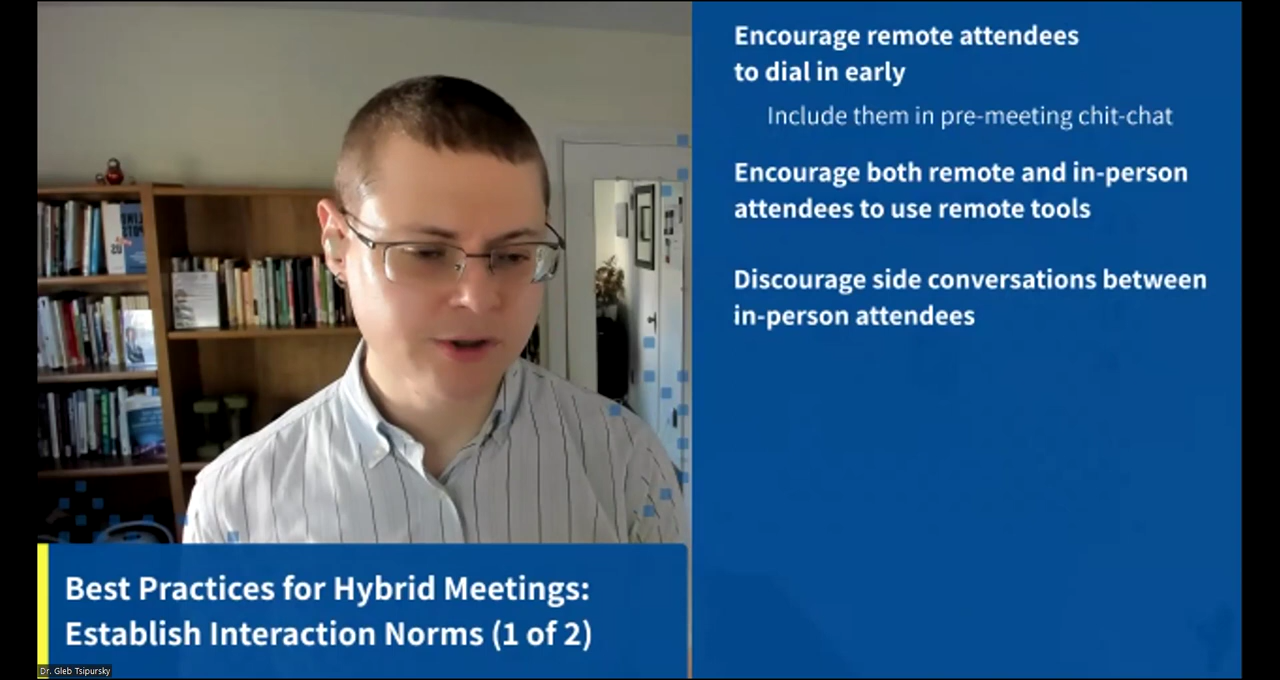 Encourage remote attendees
to dial in early
Include them in pre-meeting chit-chat
Encourage both remote and in-person
attendees to use remote tools
Discourage side conversations between
in-person attendees
Best Practices for Hybrid Meetings:
Establish Interaction Norms (1 of 2)
Dr. Gleb Tsipursky